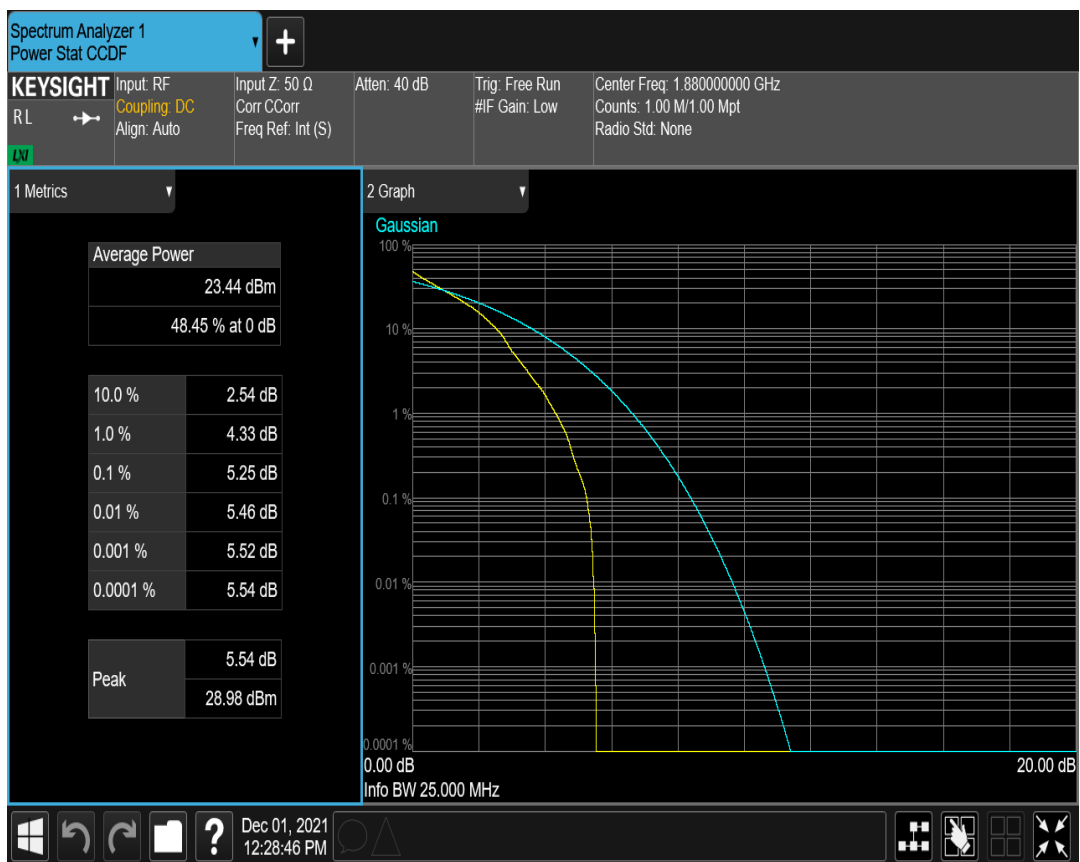 Spectrum Analyzer 1
Power Stat CCDF
KEYSIGHT
RL
LXI
Input: RF
Coupling: DC
Align: Auto
Input Z: 50 Ω
Corr CCorr
Freq Ref: Int (S)
Atten: 40 dB
Trig: Free Run
#IF Gain: Low
Center Freq: 1.880000000 GHz
Counts: 1.00 M/1.00 Mpt
Radio Std: None
1 Metrics
Average Power
23.44 dBm
48.45 % at 0 dB
10.0 % 2.54 dB
1.0 % 4.33 dB
0.1 % 5.25 dB
0.01 % 5.46 dB
0.001 % 5.52 dB
0.0001 % 5.54 dB
Peak
5.54 dB
28.98 dBm
2 Graph
Gaussian
100 %
10 %
1 %
0.1 %
0.01 %
0.001 %
0.0001 %
0.00 dB 20.00 dB
Info BW 25.000 MHz
?
Dec 01, 2021
12:28:46 PM